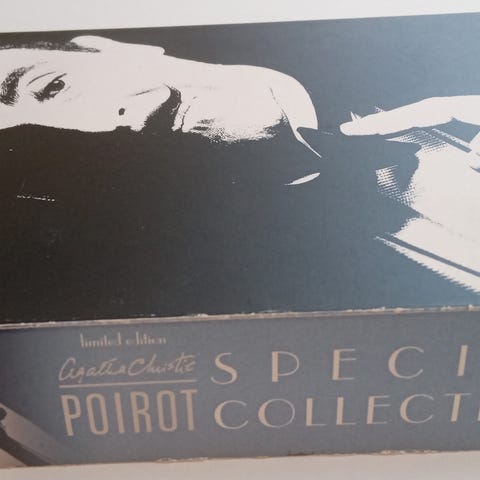 limited edition
Agatha Christie
POIROT
SPECI
COLLECT